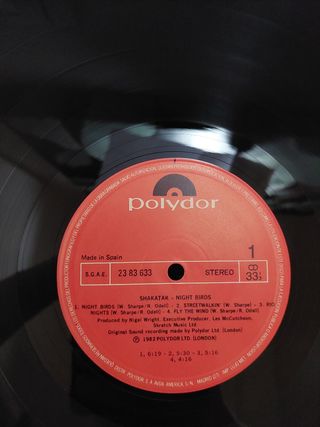 polydor
Made in Spain
1
S.G.A.E.
23 83 633
STEREO
33⅓
SHAKATAK - NIGHT BIRDS
1. NIGHT BIRDS (W. Sharpe/R. Odell) 2. STREETWALKIN' (W. Sharpe) 3. RIO
NIGHTS (W. Sharpe/R. Odell) - 4. FLY THE WIND (W. Sharpe/R. Odell)
Produced by Nigel Wright, Executive Producer, Les McCutcheon,
Skratch Music Ltd
Original Sound recording made by Polydor Ltd (London)
Ⓟ 1982 POLYDOR LTD (LONDON)
1, 6:19 - 2, 5:30 - 3, 5:16
4, 4:16